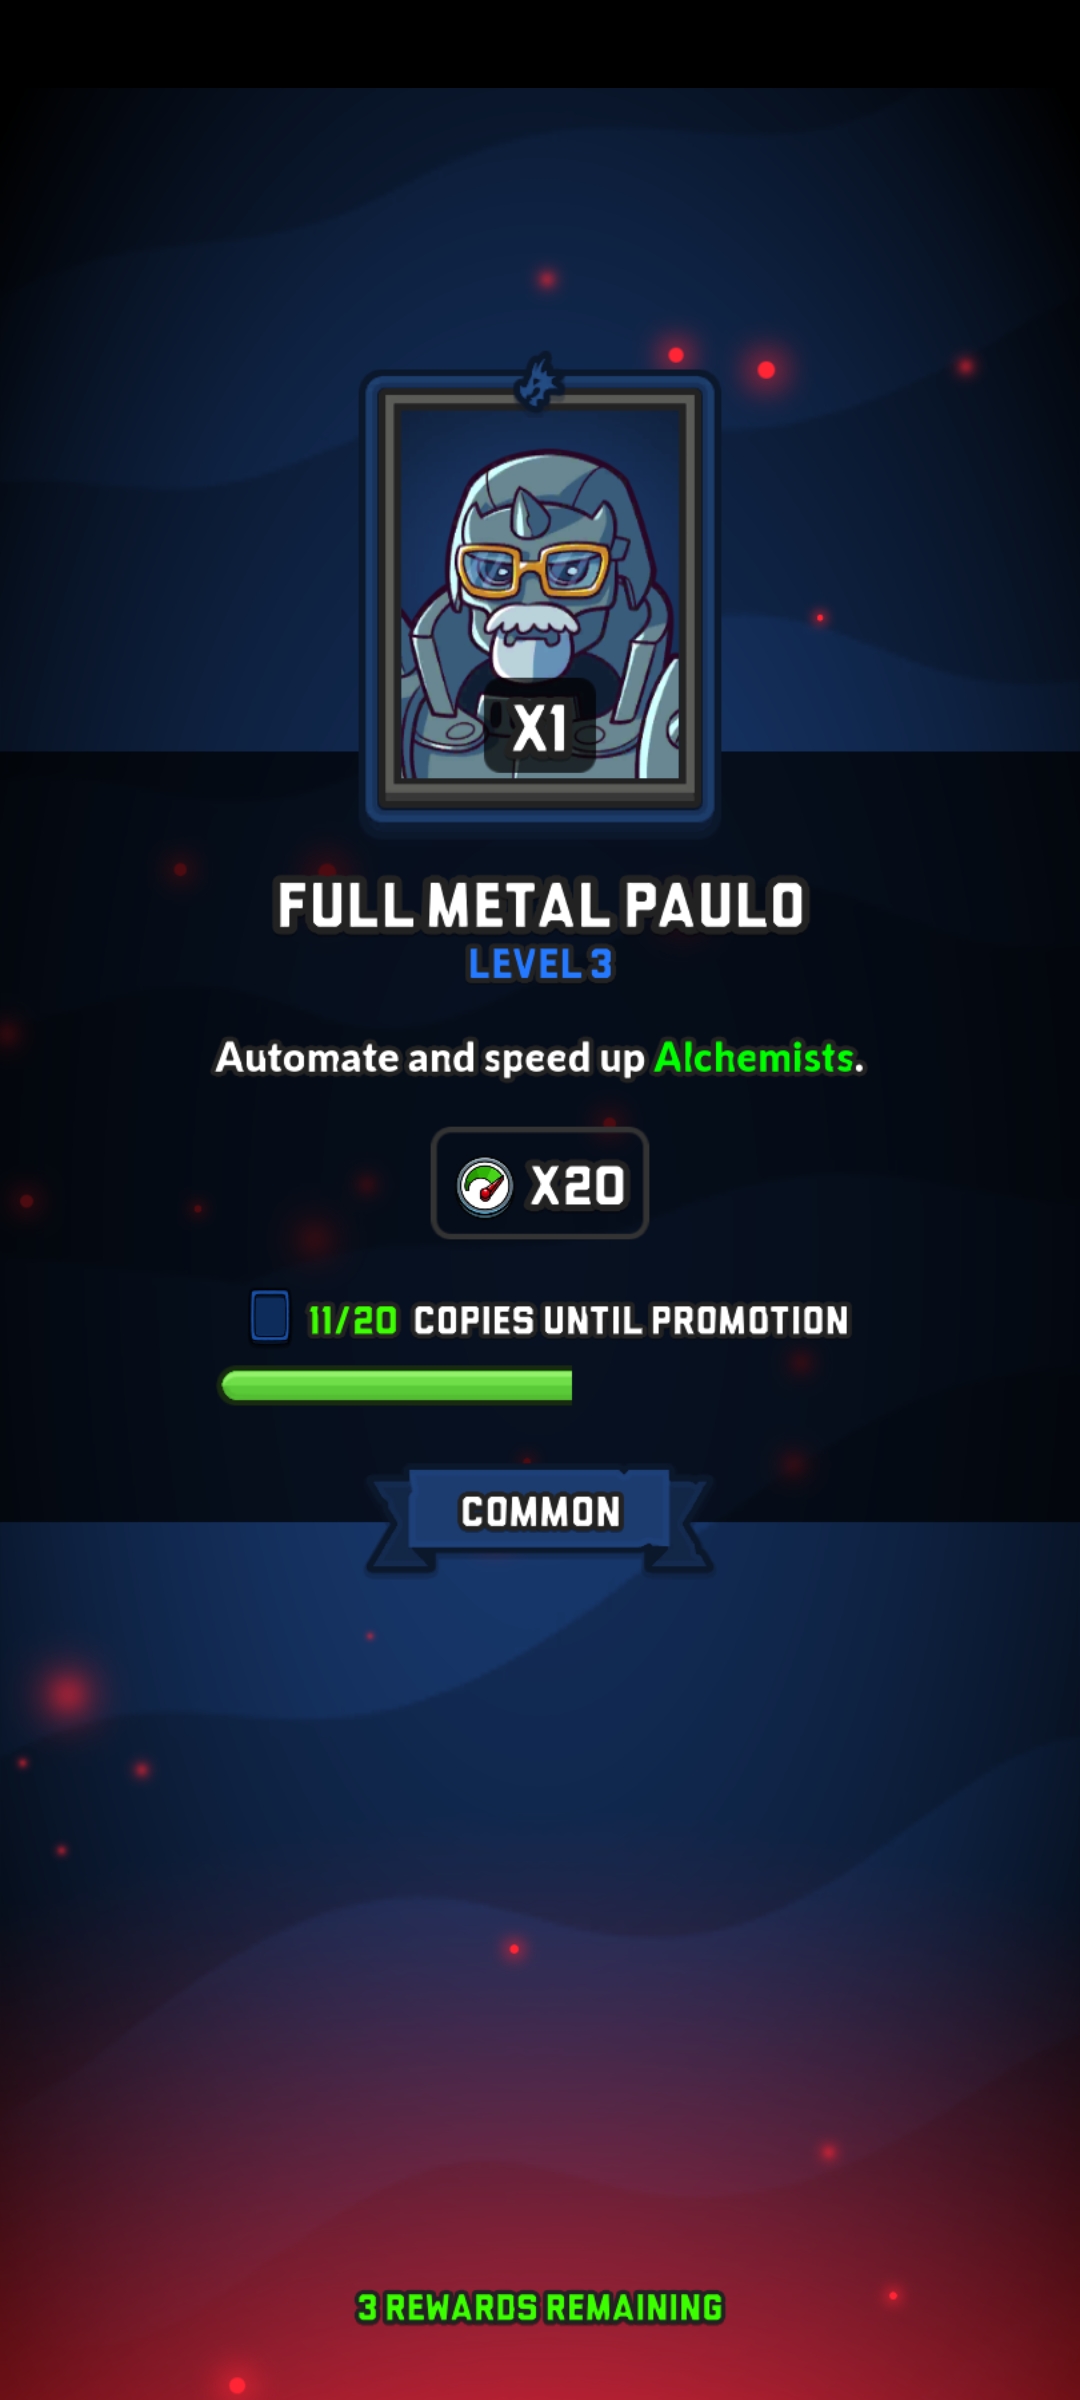 X1
FULL METAL PAULO
LEVEL 3
Automate and speed up Alchemists.
X20
11/20 COPIES UNTIL PROMOTION
COMMON
3 REWARDS REMAINING